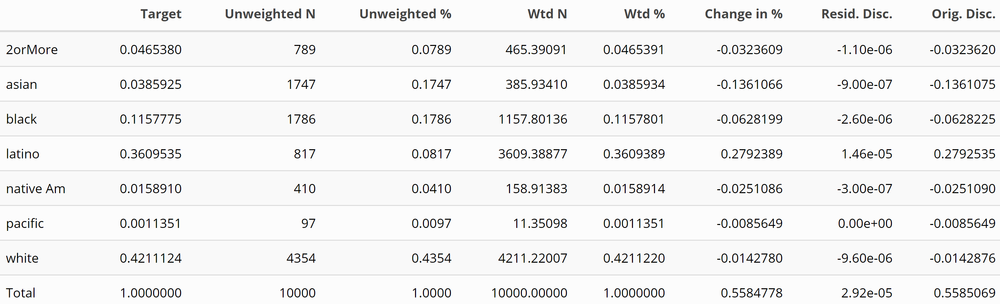 Target Unweighted N Unweighted % Wtd N Wtd % Change in % Resid. Disc. Orig. Disc.
2orMore 0.0465380 789 0.0789 465.39091 0.0465391 -0.0323609 -1.10e-06 -0.0323620
asian 0.0385925 1747 0.1747 385.93410 0.0385934 -0.1361066 -9.00e-07 -0.1361075
black 0.1157775 1786 0.1786 1157.80136 0.1157801 -0.0628199 -2.60e-06 -0.0628225
latino 0.3609535 817 0.0817 3609.38877 0.3609389 0.2792389 1.46e-05 0.2792535
native Am 0.0158910 410 0.0410 158.91383 0.0158914 -0.0251086 -3.00e-07 -0.0251090
pacific 0.0011351 97 0.0097 11.35098 0.0011351 -0.0085649 0.00e+00 -0.0085649
white 0.4211124 4354 0.4354 4211.22007 0.4211220 -0.0142780 -9.60e-06 -0.0142876
Total 1.0000000 10000 1.0000 10000.00000 1.0000000 0.5584778 2.92e-05 0.5585069